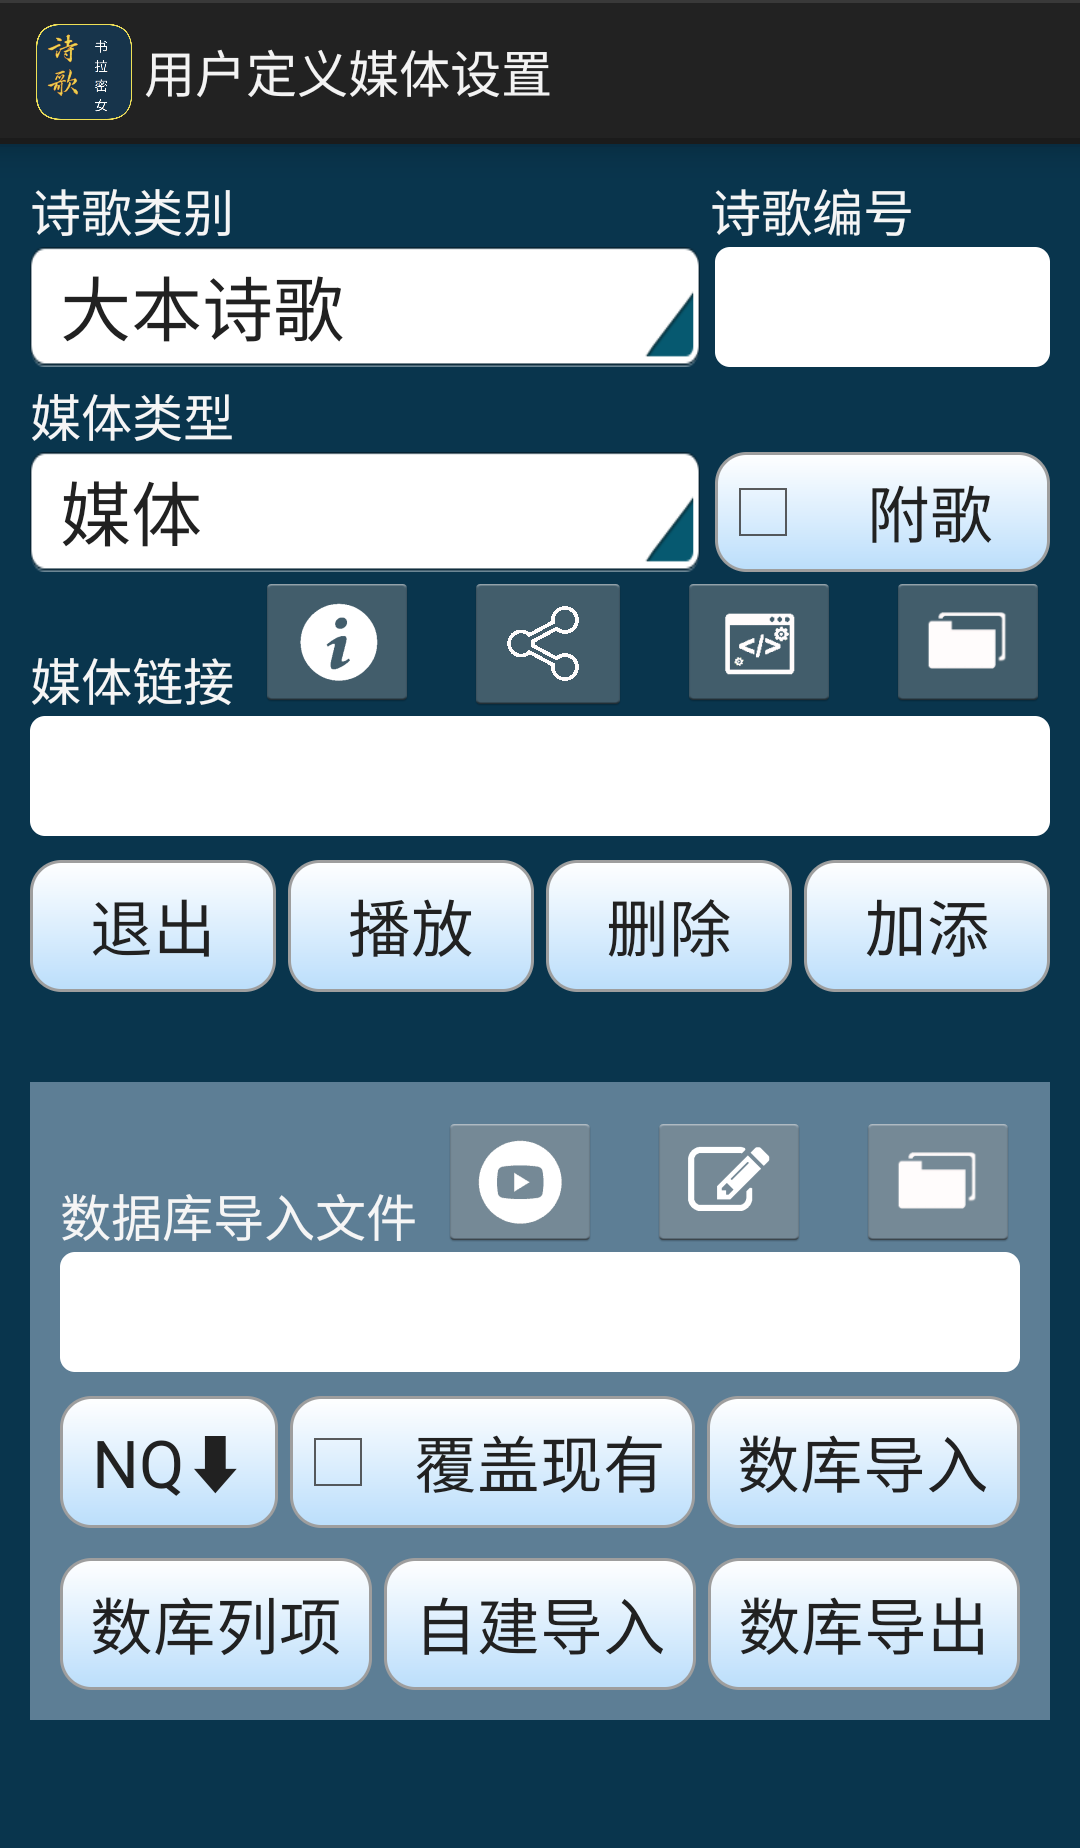 诗歌 书拉密女 用户定义媒体设置
诗歌类别 诗歌编号
大本诗歌
媒体类型
媒体 附歌
媒体链接
退出 播放 删除 加添
数据库导入文件
NQ 覆盖现有 数库导入
数库列项 自建导入 数库导出